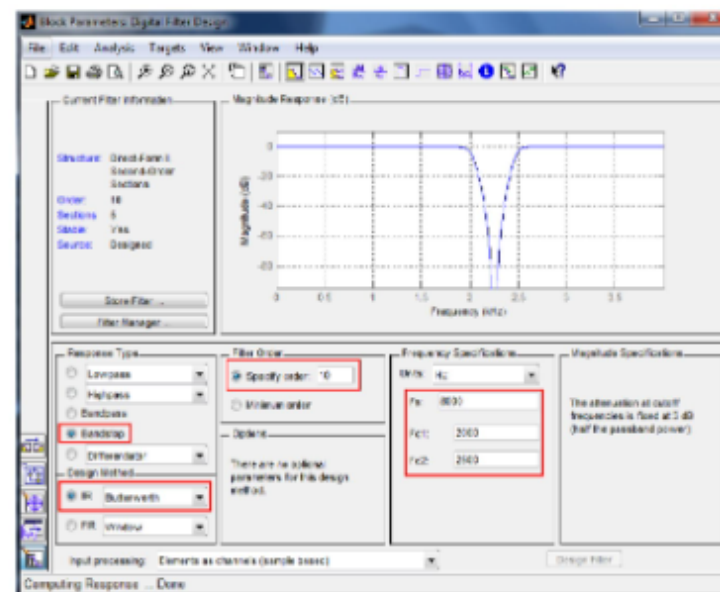 Block Parameters: Digital Filter Design
File Edit Analysis Targets View Window Help
Current Filter Information
Structure: Direct-Form II
Second-Order
Sections
Order: 10
Sections: 5
Stable: Yes
Source: Designed
Store Filter ...
Filter Manager ...
Magnitude Response (dB)
Magnitude (dB)
0
-20
-40
-60
-80
0 0.5 1 1.5 2 2.5 3 3.5
Frequency (kHz)
Response Type
Lowpass
Highpass
Bandpass
Bandstop
Differentiator
Design Method
IIR Butterworth
FIR Window
Filter Order
Specify order: 10
Minimum order
Options
There are no optional
parameters for this design
method.
Frequency Specifications
Units: Hz
Fs: 8000
Fc1: 2000
Fc2: 2500
Magnitude Specifications
The attenuation at cutoff
frequencies is fixed at 3 dB
(half the passband power)
Input processing: Elements as channels (sample based)
Design Filter
Computing Response ... Done